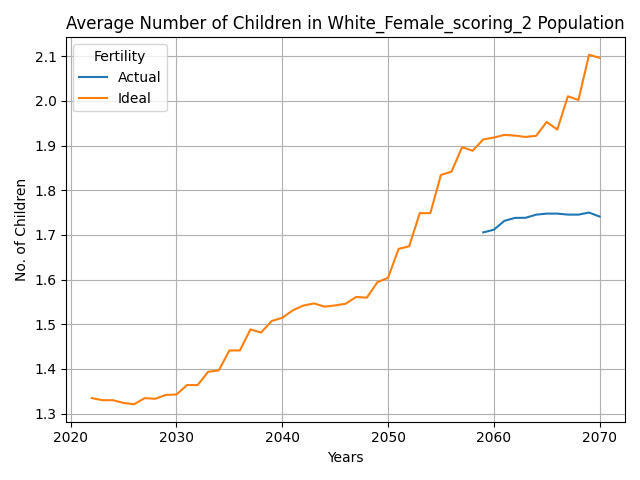 Average Number of Children in White_Female_scoring_2 Population
Fertility
Actual
Ideal
No. of Children
2.1
2.0
1.9
1.8
1.7
1.6
1.5
1.4
1.3
2020 2030 2040 2050 2060 2070
Years